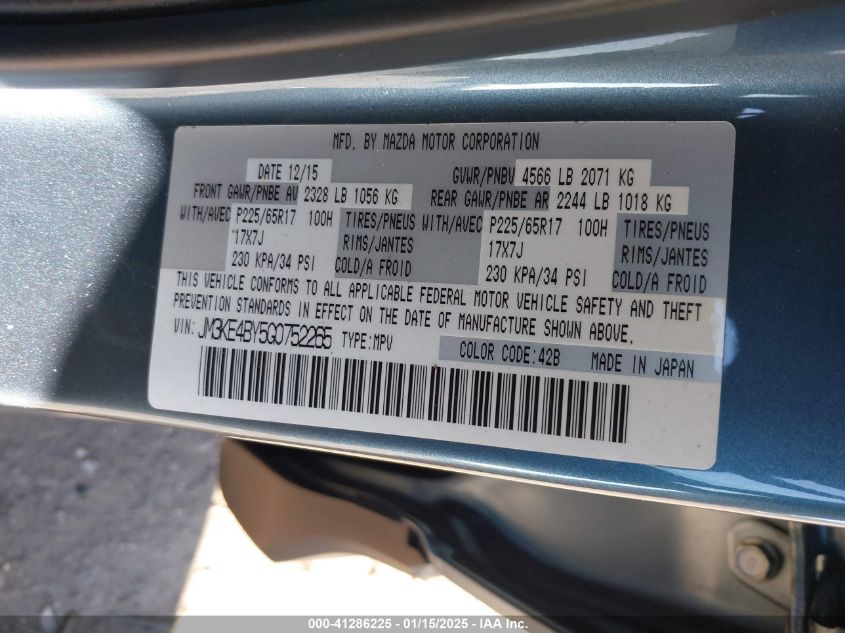 MFD. BY MAZDA MOTOR CORPORATION
DATE 12/15 GVWR/PNBV 4566 LB 2071 KG
FRONT GAWR/PNBE AV 2328 LB 1056 KG REAR GAWR/PNBE AR 2244 LB 1018 KG
WITH/AVEC P225/65R17 100H TIRES/PNEUS WITH/AVEC P225/65R17 100H TIRES/PNEUS
17X7J RIMS/JANTES 17X7J RIMS/JANTES
230 KPA/34 PSI COLD/A FROID 230 KPA/34 PSI COLD/A FROID
THIS VEHICLE CONFORMS TO ALL APPLICABLE FEDERAL MOTOR VEHICLE SAFETY AND THEFT
PREVENTION STANDARDS IN EFFECT ON THE DATE OF MANUFACTURE SHOWN ABOVE.
VIN: JM3KE4BY5G0752265 TYPE:MPV COLOR CODE:42B MADE IN JAPAN
000-41286225 - 01/15/2025 - IAA Inc.